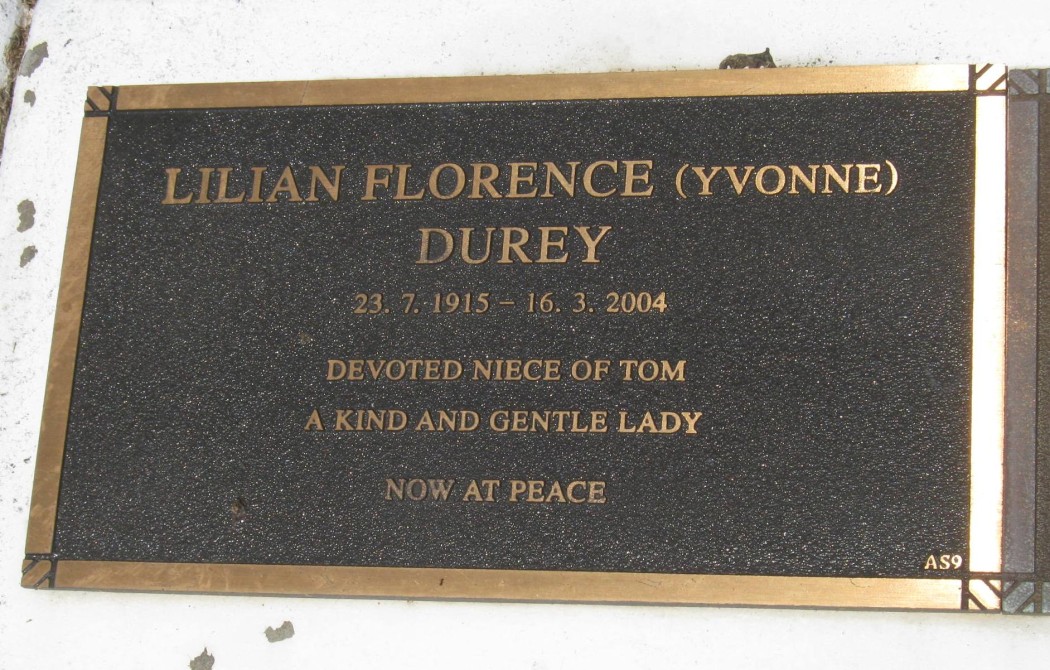 LILIAN FLORENCE (YVONNE)
DUREY
23. 7. 1915 – 16. 3. 2004
DEVOTED NIECE OF TOM
A KIND AND GENTLE LADY
NOW AT PEACE
AS9